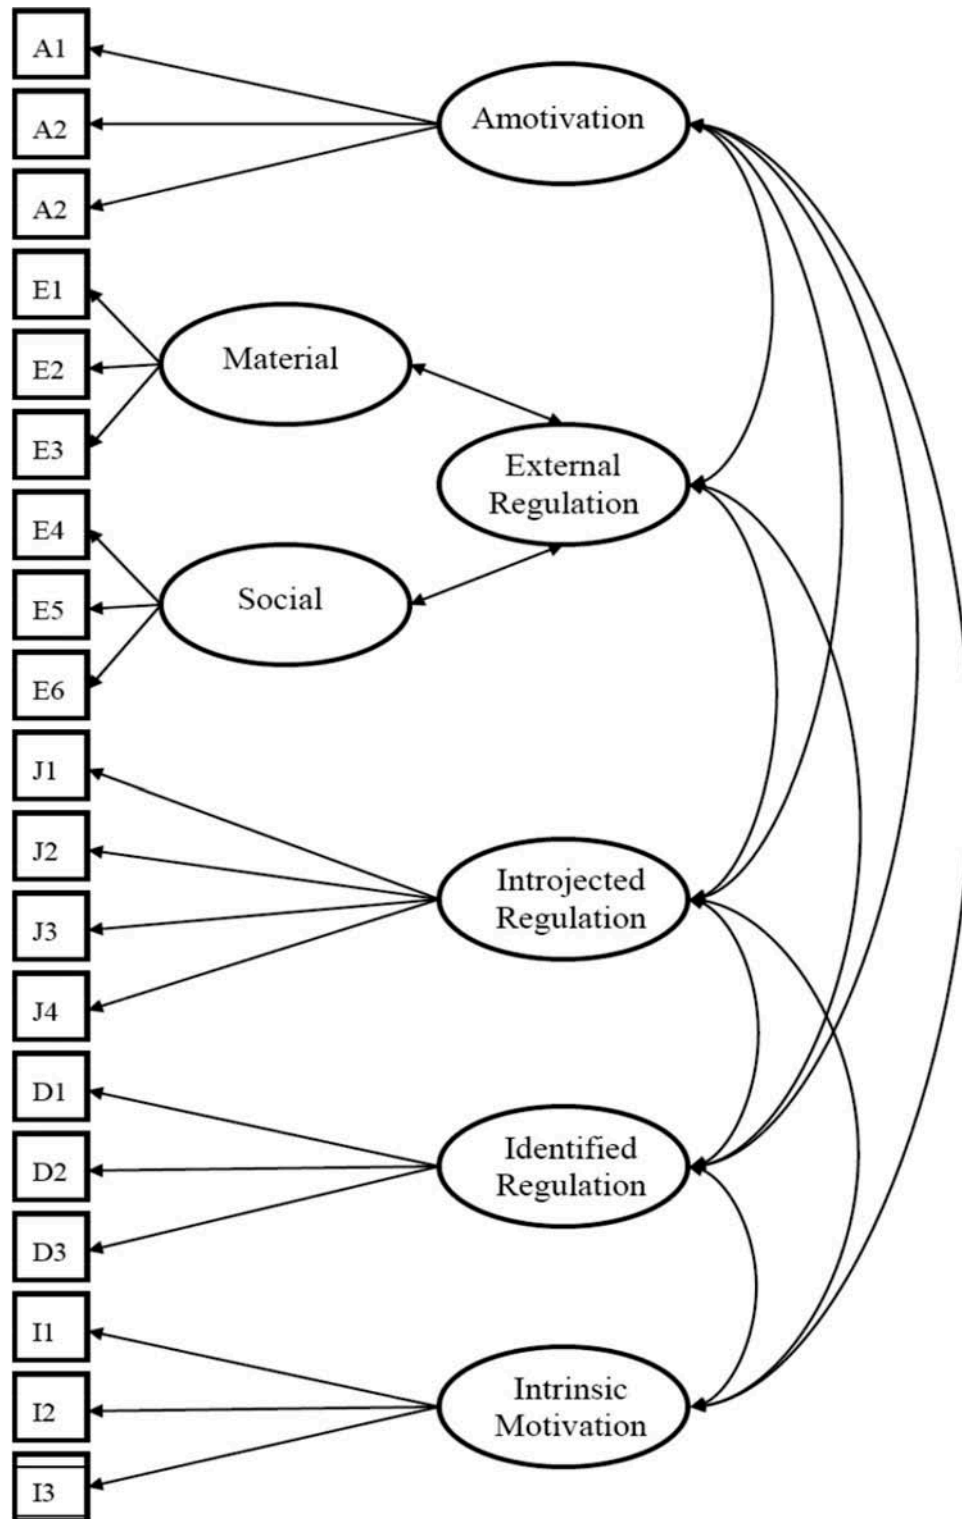 A1
Amotivation
A2
A2
E1
Material
E2
E3
External
Regulation
E4
Social
E5
E6
J1
J2
Introjected
Regulation
J3
J4
D1
Identified
Regulation
D2
D3
I1
Intrinsic
Motivation
I2
I3